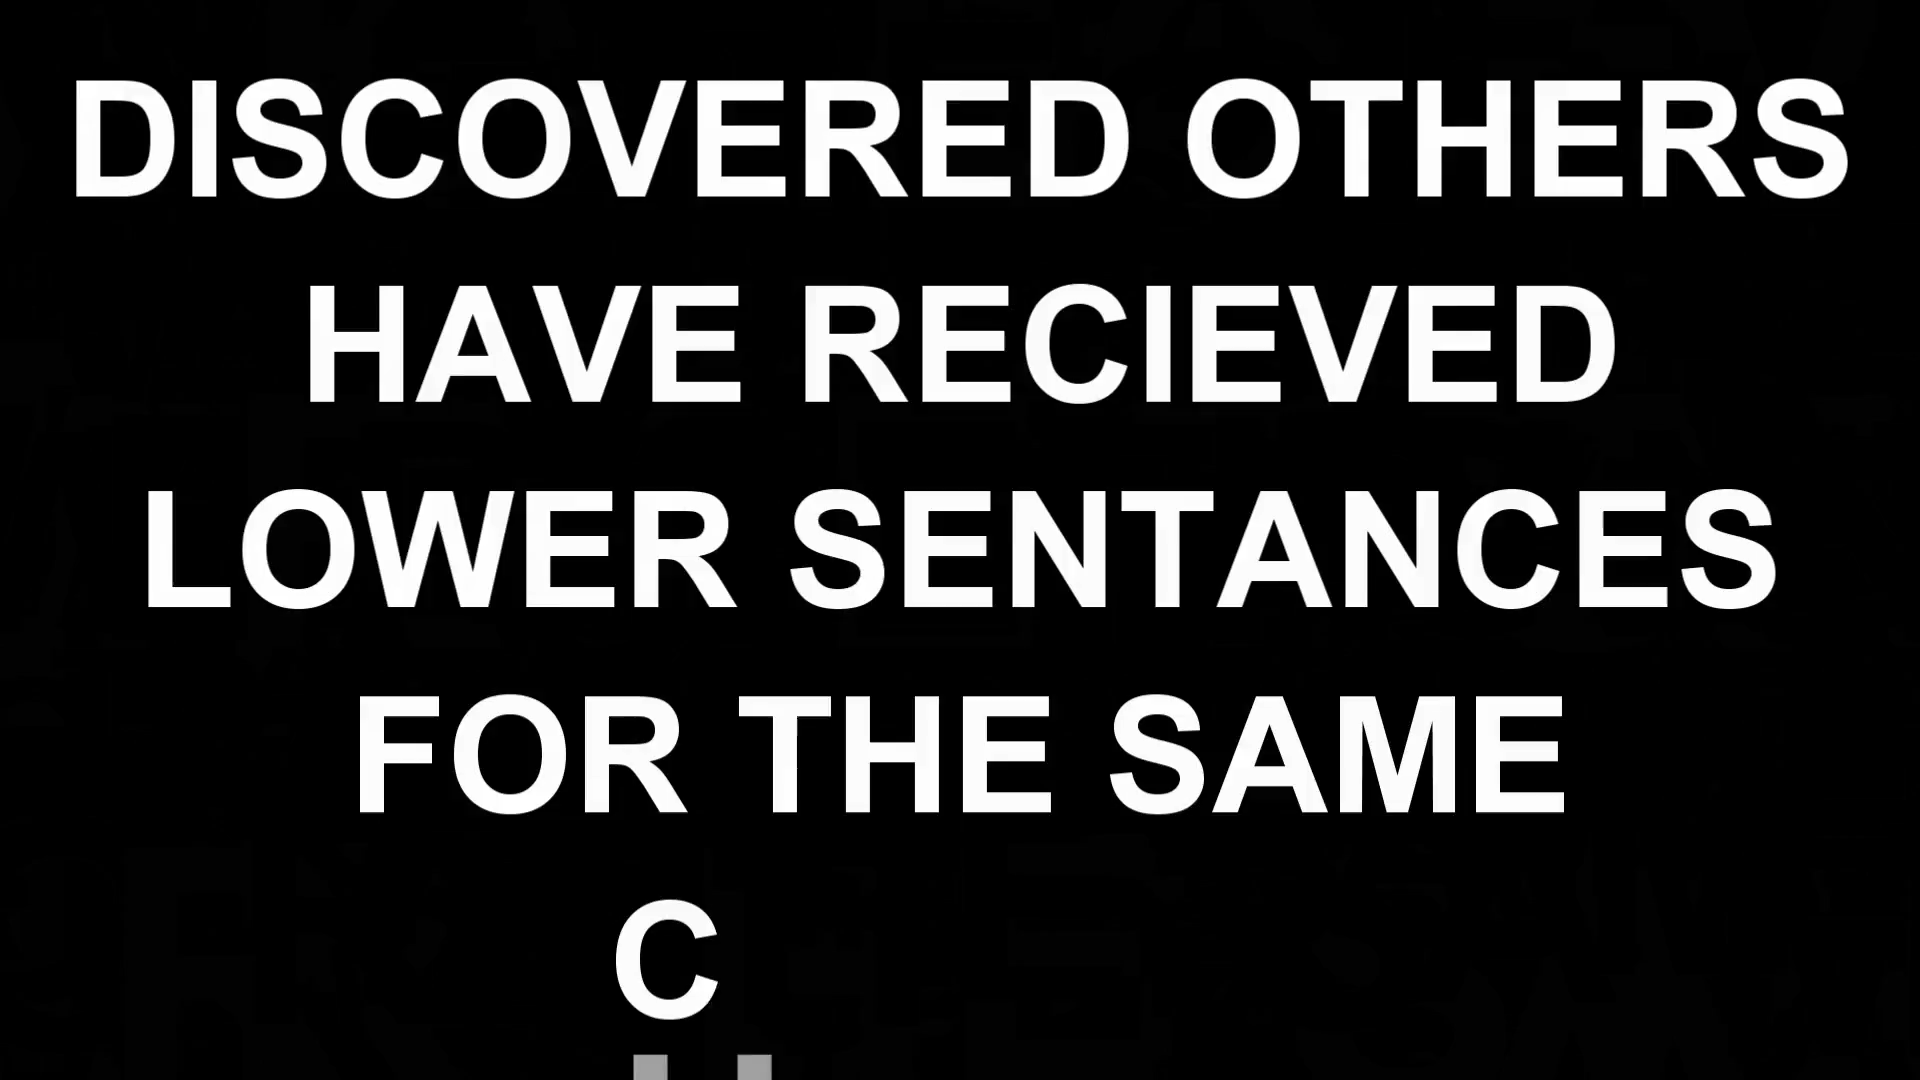 DISCOVERED OTHERS
HAVE RECIEVED
LOWER SENTANCES
FOR THE SAME
C